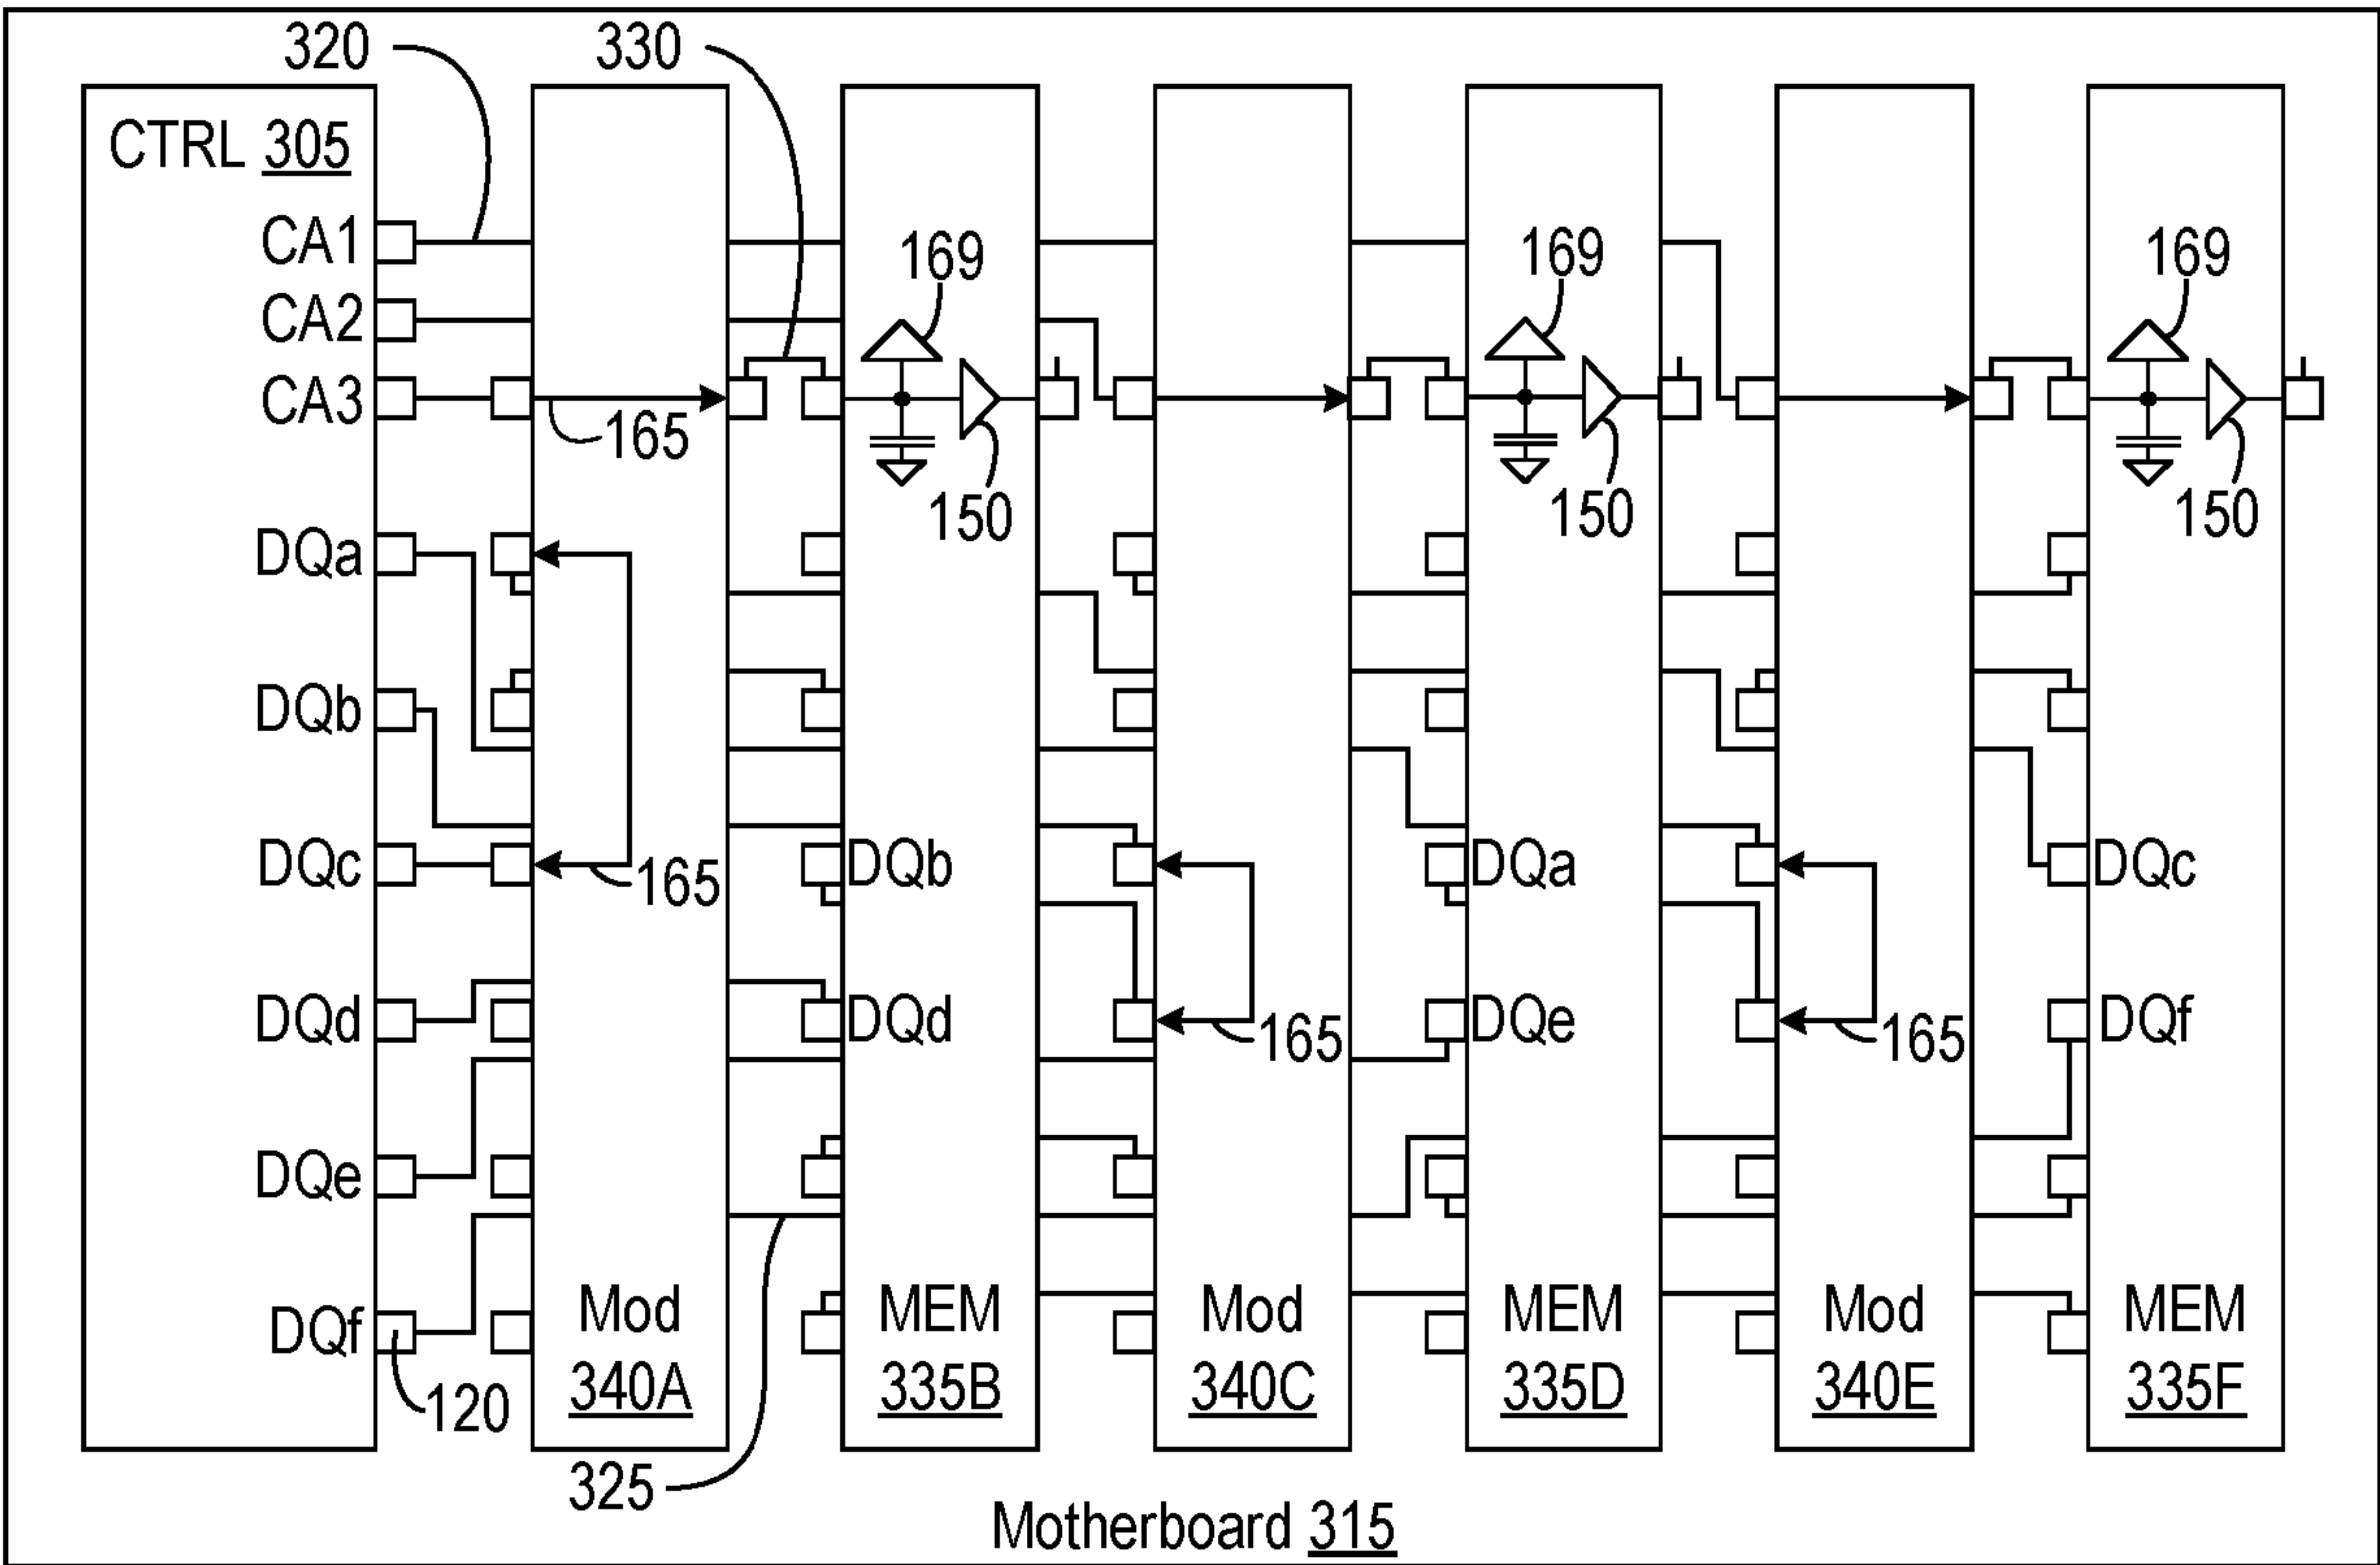 320
330
CTRL 305
CA1
169
169
169
CA2
CA3
165
150
150
150
DQa
DQb
DQc
165
DQb
DQa
DQc
DQd
DQd
165
DQe
165
DQf
DQe
DQf
120
Mod
340A
MEM
335B
Mod
340C
MEM
335D
Mod
340E
MEM
335F
325
Motherboard 315